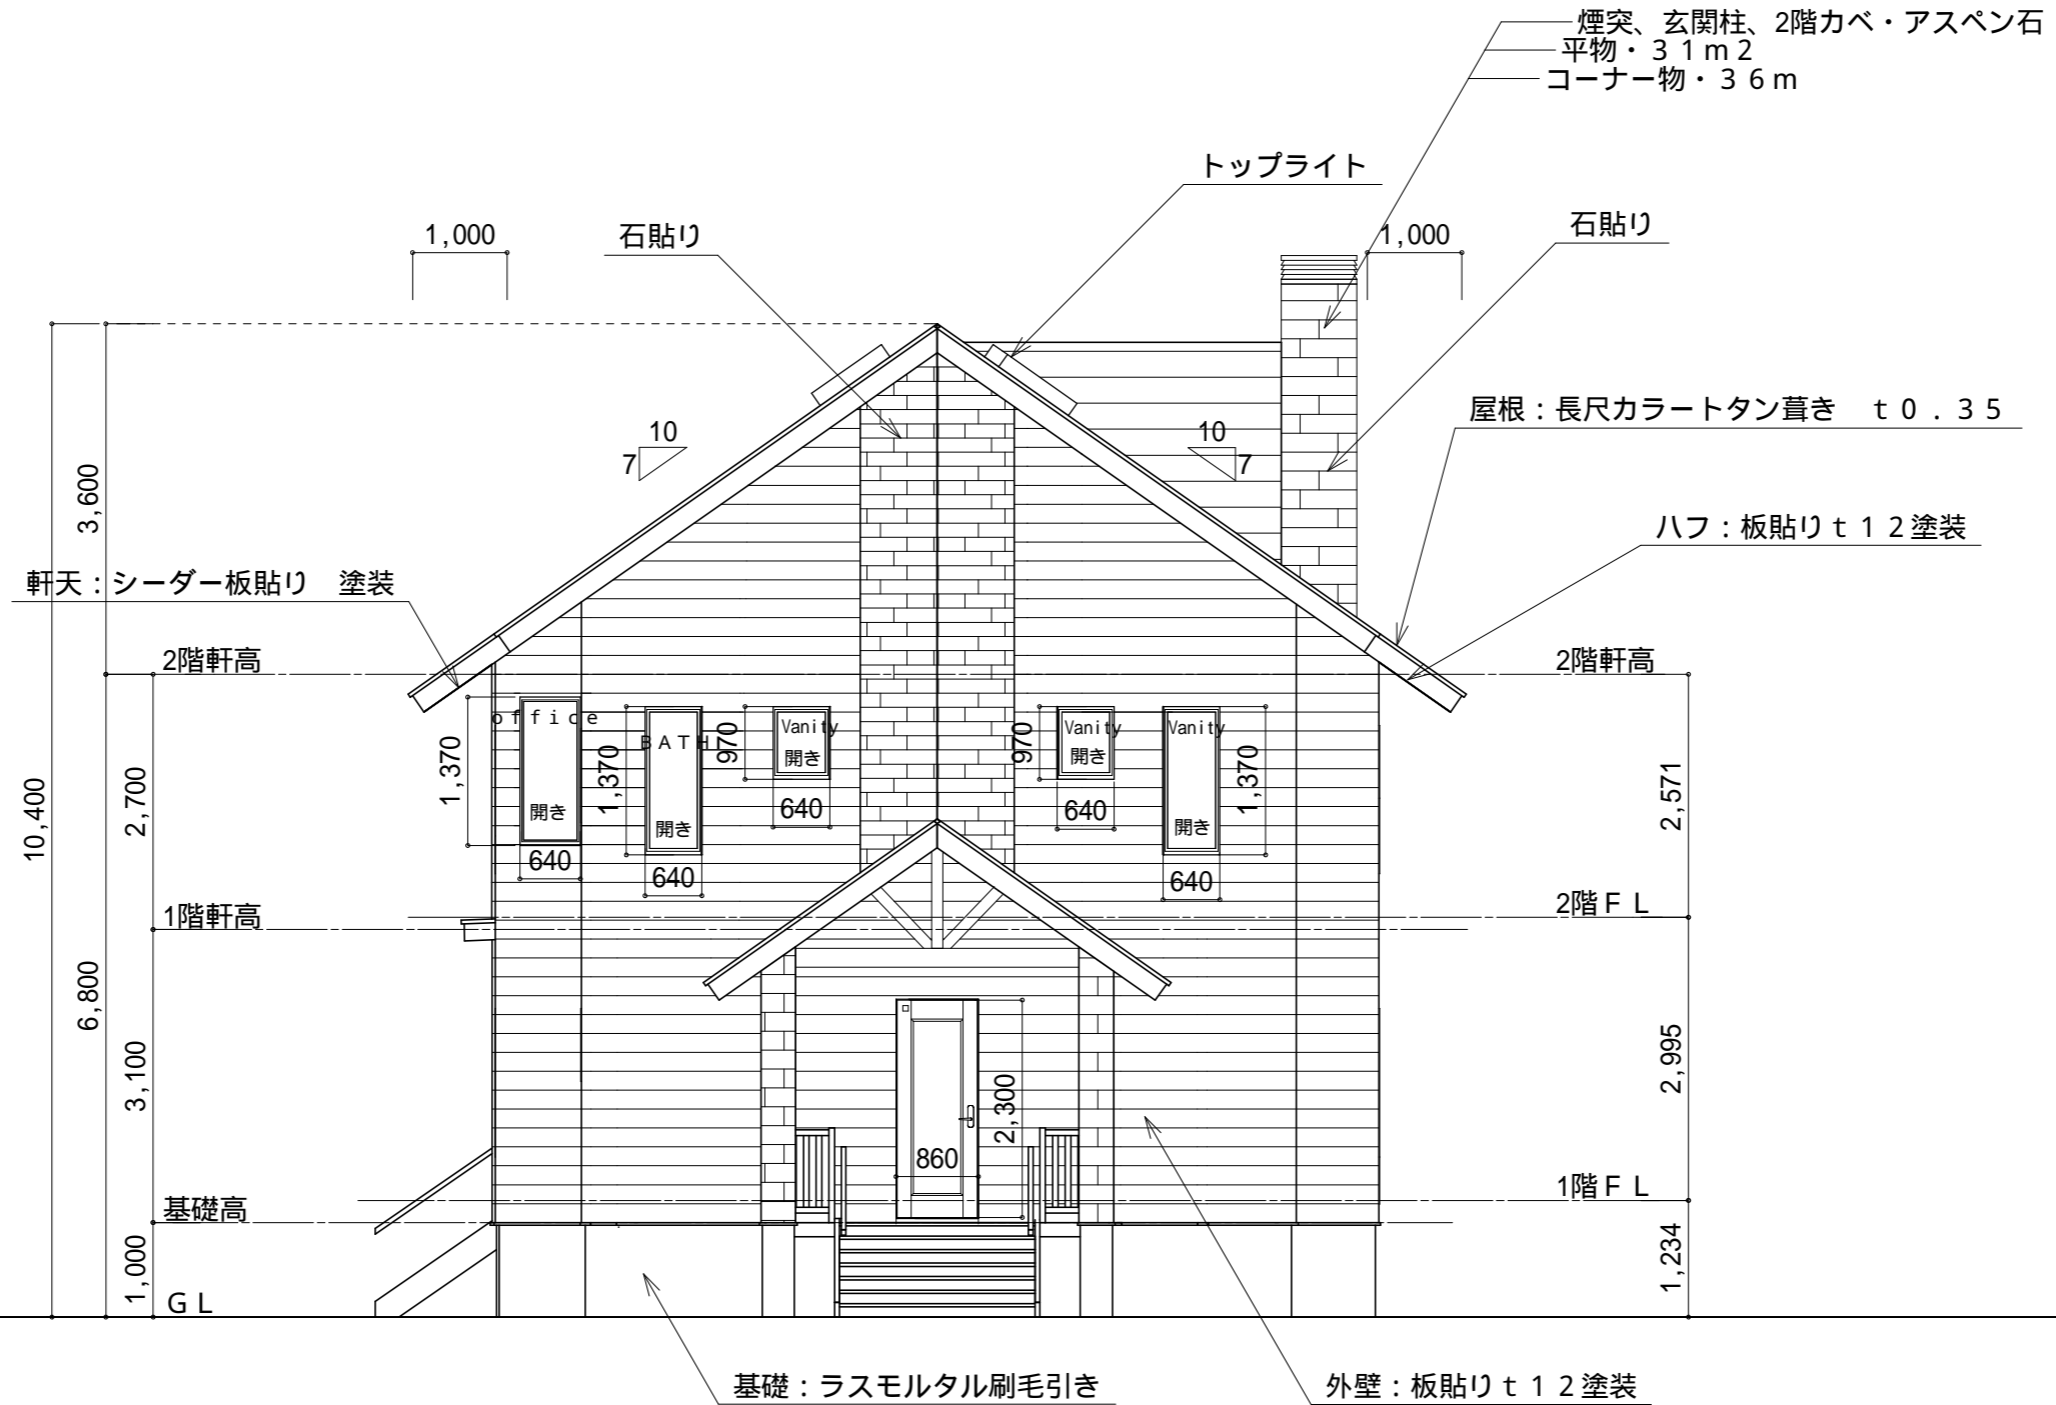 煙突、玄関柱、2階カベ・アスペン石
平物・３１ｍ２
コーナー物・３６ｍ
トップライト
石貼り
石貼り
1,000
1,000
屋根：長尺カラートタン葺き　ｔ０．３５
10
7
10
7
3,600
ハフ：板貼りｔ１２塗装
軒天：シーダー板貼り　塗装
2階軒高
2階軒高
ｏｆｆｉｃｅ
開き
1,370
640
ＢＡＴＨ
開き
1,370
640
Vanity
開き
970
640
Vanity
開き
970
640
Vanity
開き
1,370
640
10,400
2,700
2,571
1階軒高
2階ＦＬ
6,800
3,100
2,995
2,300
860
基礎高
1階ＦＬ
1,000
1,234
ＧＬ
基礎：ラスモルタル刷毛引き
外壁：板貼りｔ１２塗装